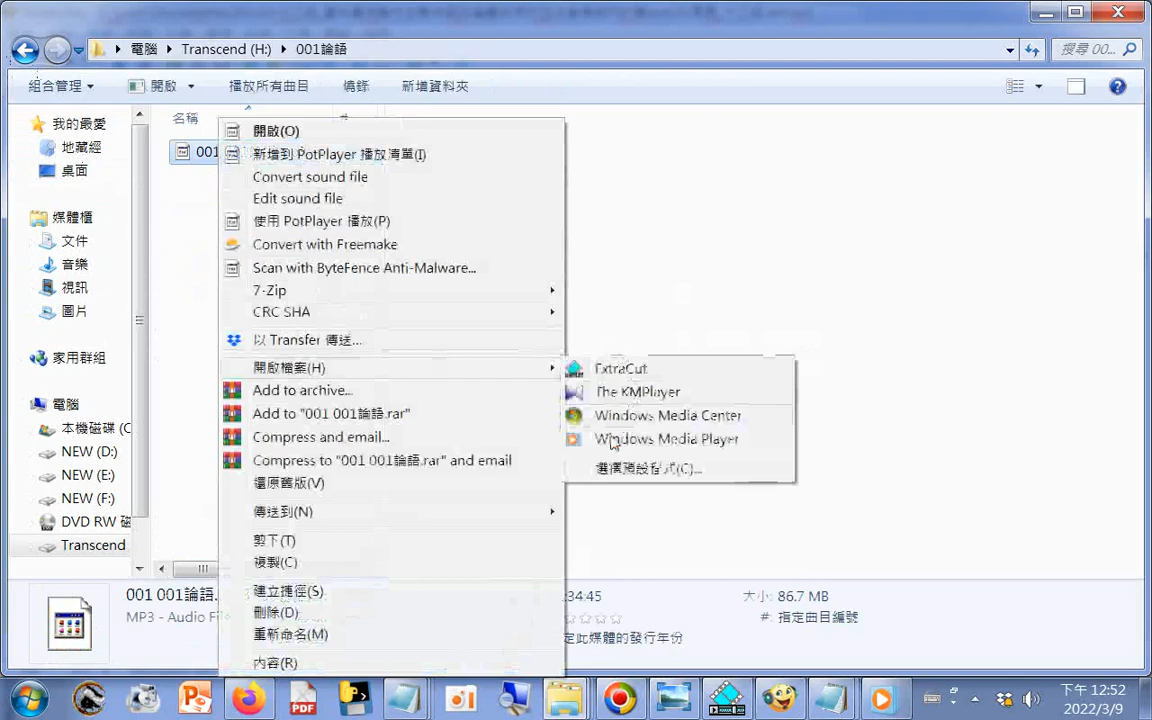 電腦 Transcend (H:) 001論語
搜尋 00...
組合管理 開啟 播放所有曲目 燒錄 新增資料夾
我的最愛
地藏經
桌面
媒體櫃
文件
音樂
視訊
圖片
家用群組
電腦
本機磁碟 (C
NEW (D:)
NEW (E:)
NEW (F:)
DVD RW 磁
Transcend
名稱 #
001
開啟(O)
新增到 PotPlayer 播放清單(I)
Convert sound file
Edit sound file
使用 PotPlayer 播放(P)
Convert with Freemake
Scan with ByteFence Anti-Malware...
7-Zip
CRC SHA
以 Transfer 傳送...
開啟檔案(H)
Add to archive...
Add to "001 001論語.rar"
Compress and email...
Compress to "001 001論語.rar" and email
還原舊版(V)
傳送到(N)
剪下(T)
複製(C)
建立捷徑(S)
刪除(D)
重新命名(M)
內容(R)
ExtraCut
The KMPlayer
Windows Media Center
Windows Media Player
選擇預設程式(C)...
001 001論語.
MP3 - Audio Fi
:34:45
大小: 86.7 MB
#: 指定曲目編號
定此媒體的發行年份
PDF
下午 12:52
2022/3/9